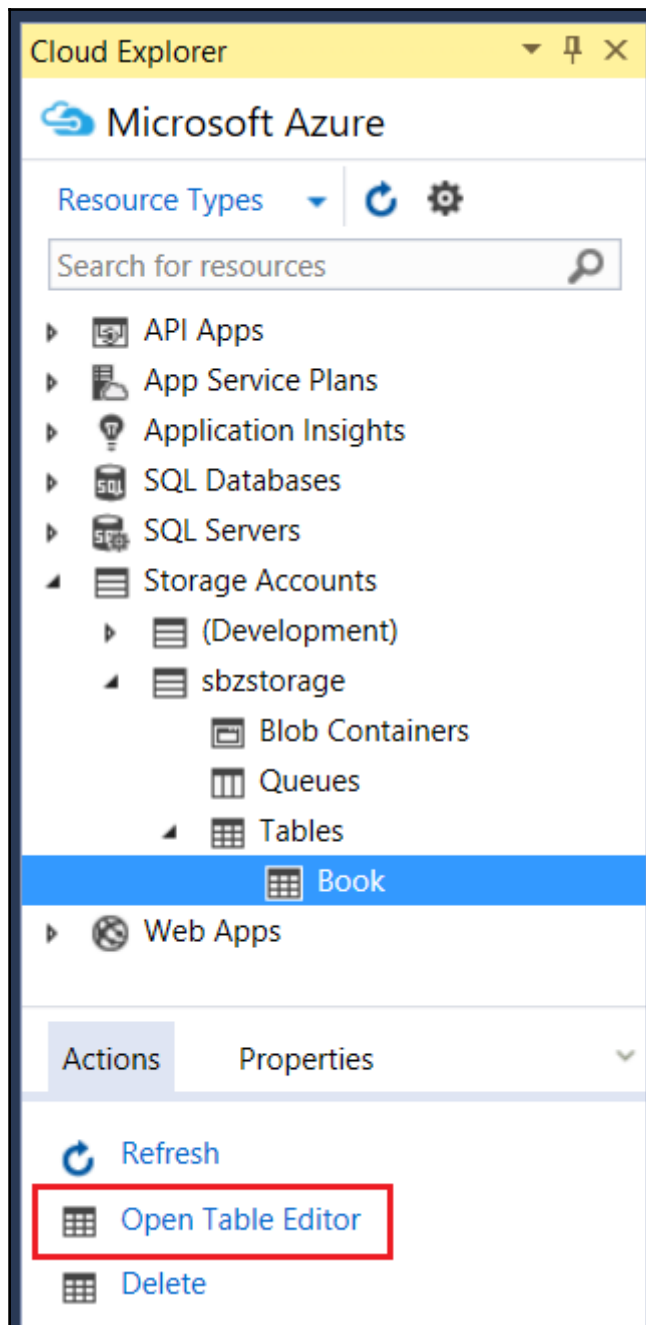 Cloud Explorer
Microsoft Azure
Resource Types
Search for resources
API Apps
App Service Plans
Application Insights
SQL Databases
SQL Servers
Storage Accounts
(Development)
sbzstorage
Blob Containers
Queues
Tables
Book
Web Apps
Actions Properties
Refresh
Open Table Editor
Delete